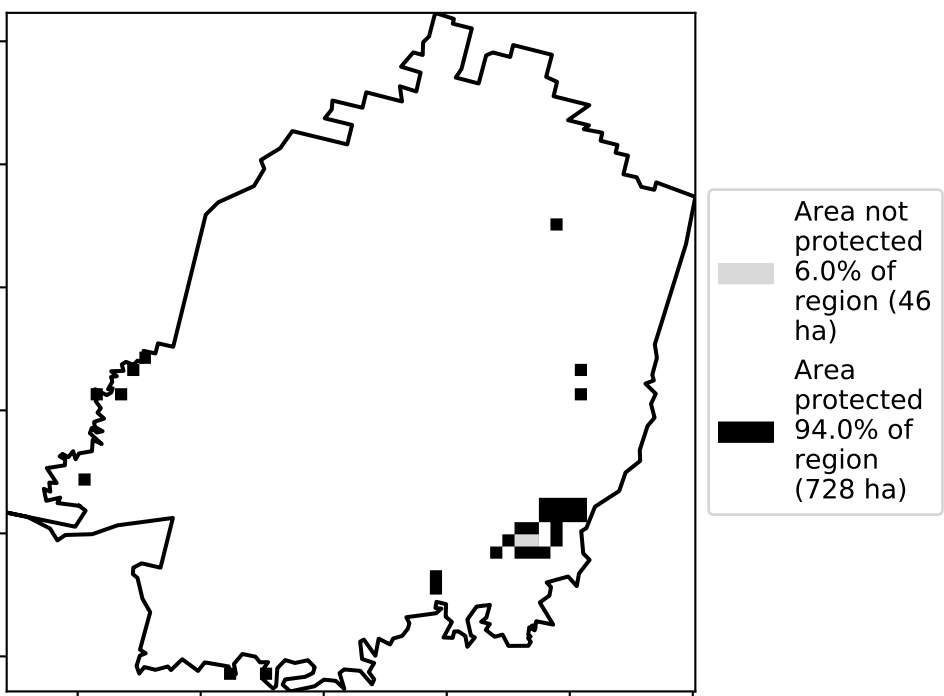 Area not
protected
6.0% of
region (46
ha)
Area
protected
94.0% of
region
(728 ha)